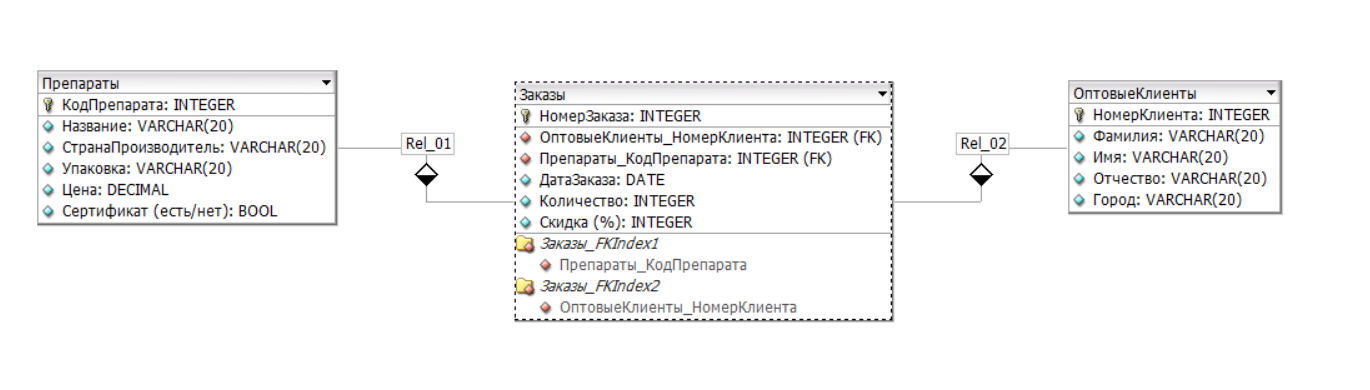 Препараты
КодПрепарата: INTEGER
Название: VARCHAR(20)
СтранаПроизводитель: VARCHAR(20)
Упаковка: VARCHAR(20)
Цена: DECIMAL
Сертификат (есть/нет): BOOL
Rel_01
Заказы
НомерЗаказа: INTEGER
ОптовыеКлиенты_НомерКлиента: INTEGER (FK)
Препараты_КодПрепарата: INTEGER (FK)
ДатаЗаказа: DATE
Количество: INTEGER
Скидка (%): INTEGER
Заказы_FKIndex1
Препараты_КодПрепарата
Заказы_FKIndex2
ОптовыеКлиенты_НомерКлиента
Rel_02
ОптовыеКлиенты
НомерКлиента: INTEGER
Фамилия: VARCHAR(20)
Имя: VARCHAR(20)
Отчество: VARCHAR(20)
Город: VARCHAR(20)